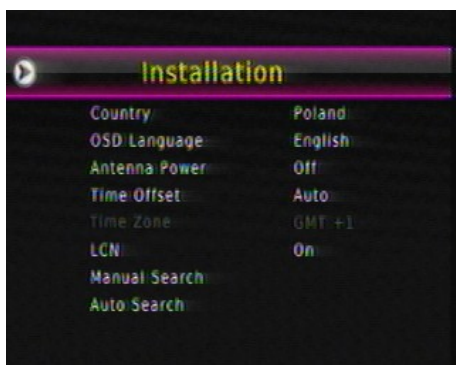 Installation
Country Poland
OSD Language English
Antenna Power Off
Time Offset Auto
Time Zone GMT +1
LCN On
Manual Search
Auto Search